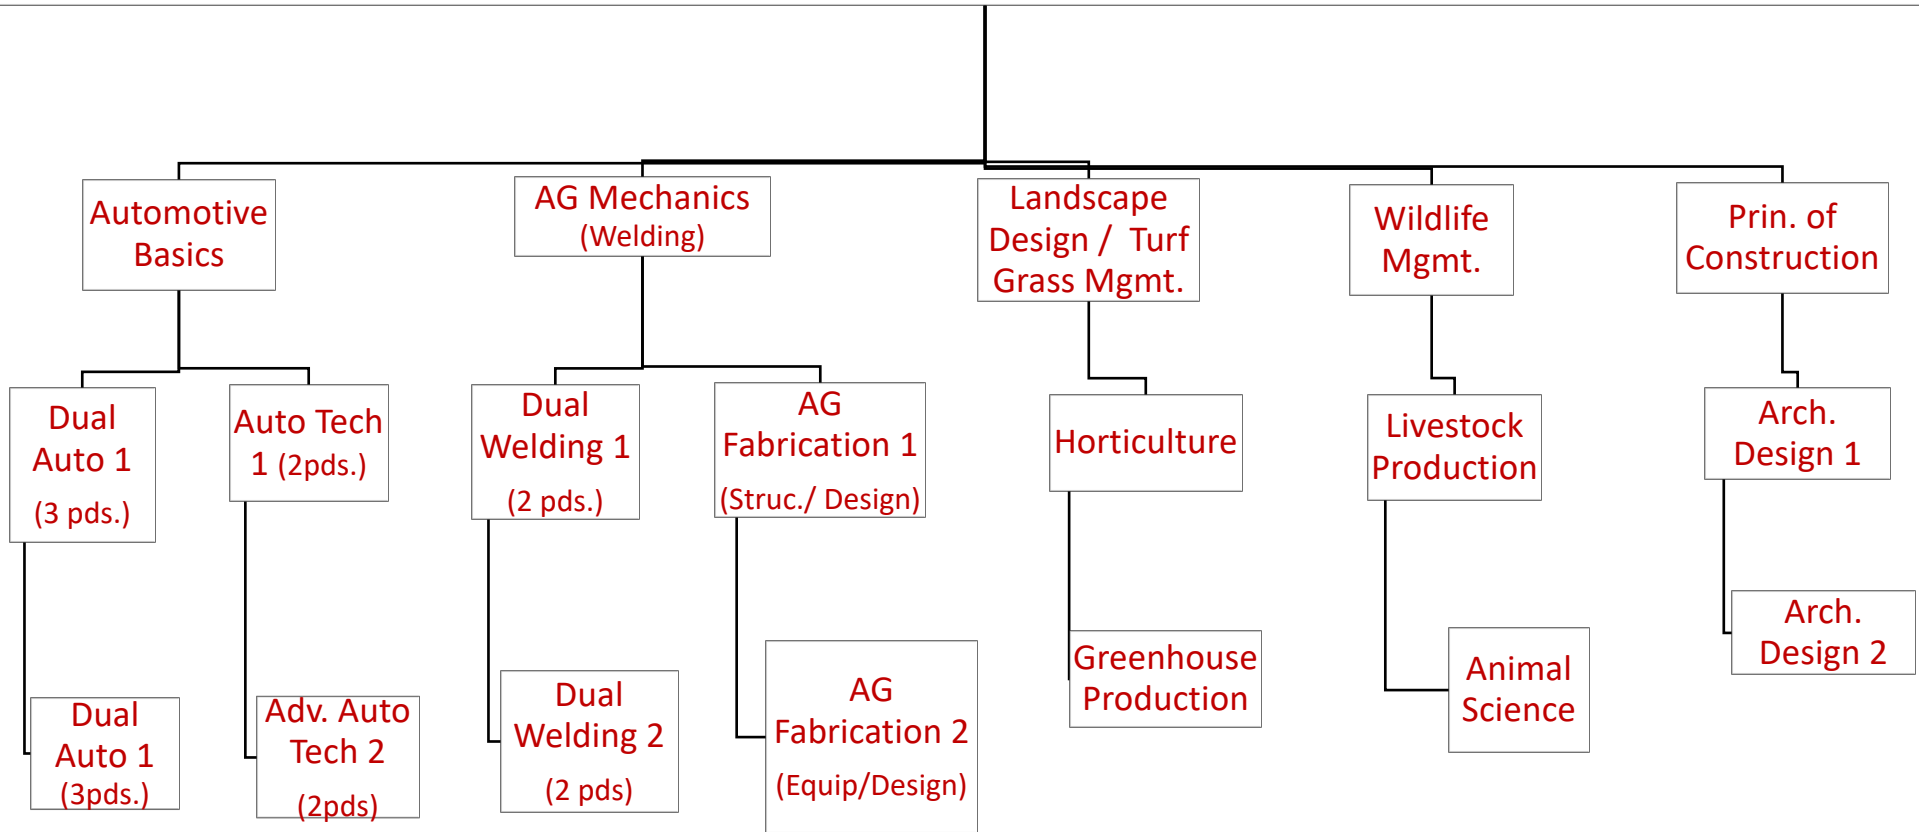 Automotive
Basics
AG Mechanics
(Welding)
Landscape
Design /  Turf
Grass Mgmt.
Wildlife
Mgmt.
Prin. of
Construction
Dual
Auto 1
(3 pds.)
Auto Tech
1 (2pds.)
Dual
Welding 1
(2 pds.)
AG
Fabrication 1
(Struc./ Design)
Horticulture
Livestock
Production
Arch.
Design 1
Dual
Auto 1
(3pds.)
Adv. Auto
Tech 2
(2pds)
Dual
Welding 2
(2 pds)
AG
Fabrication 2
(Equip/Design)
Greenhouse
Production
Animal
Science
Arch.
Design 2